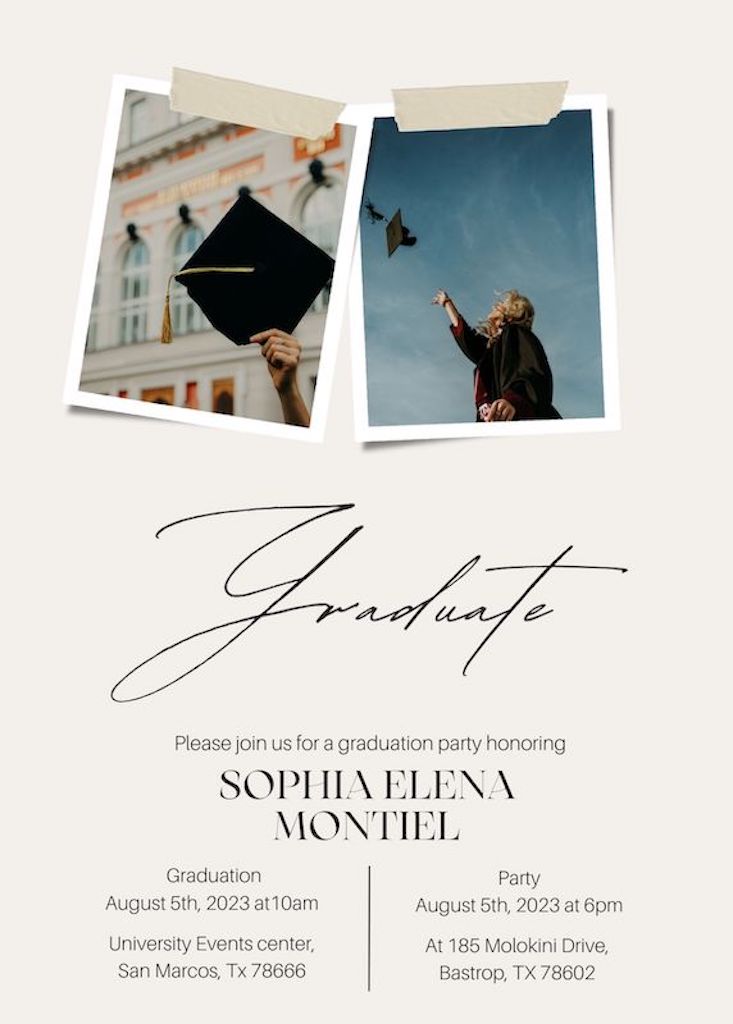 Graduate
Please join us for a graduation party honoring
SOPHIA ELENA
MONTIEL
Graduation
August 5th, 2023 at10am
University Events center,
San Marcos, Tx 78666
Party
August 5th, 2023 at 6pm
At 185 Molokini Drive,
Bastrop, TX 78602